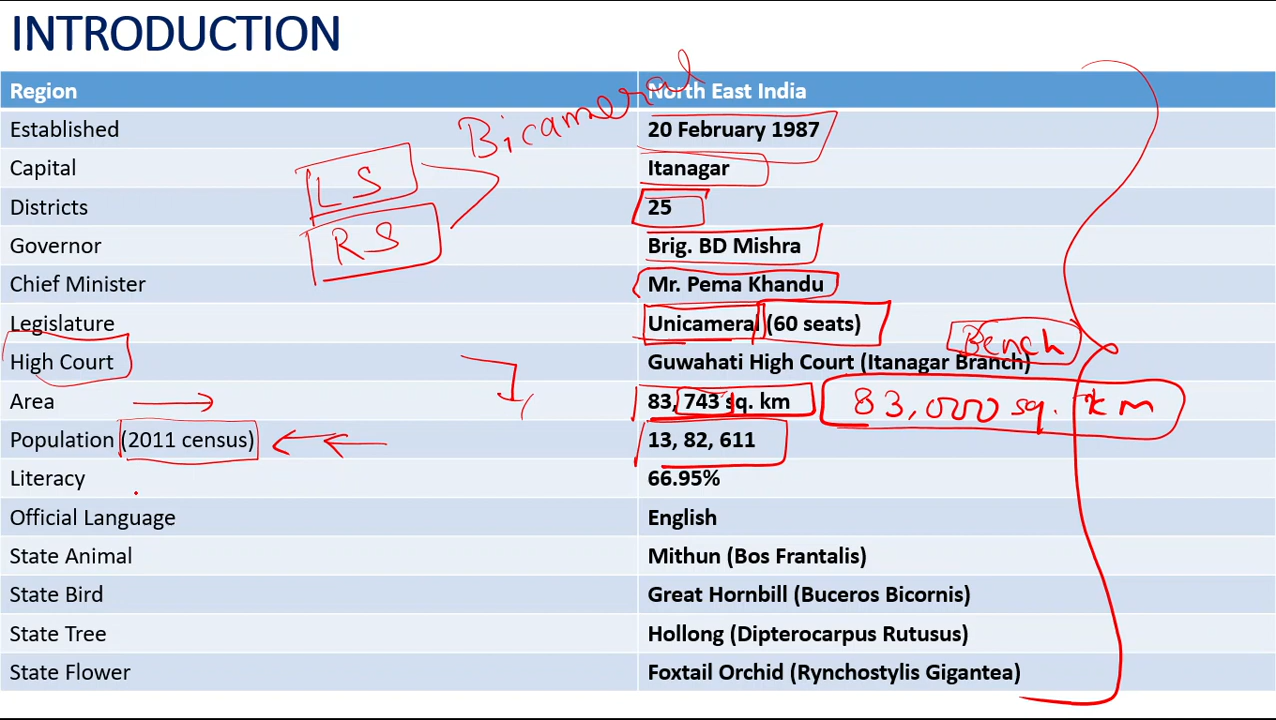 INTRODUCTION
Region North East India
Bicameral
Established 20 February 1987
Capital Itanagar
LS
Districts 25
RS
Governor Brig. BD Mishra
Chief Minister Mr. Pema Khandu
Legislature Unicameral (60 seats)
Bench
High Court Guwahati High Court (Itanagar Branch)
Area 83, 743 sq. km 83,000 sq. km
Population (2011 census) 13, 82, 611
Literacy 66.95%
Official Language English
State Animal Mithun (Bos Frantalis)
State Bird Great Hornbill (Buceros Bicornis)
State Tree Hollong (Dipterocarpus Rutusus)
State Flower Foxtail Orchid (Rynchostylis Gigantea)